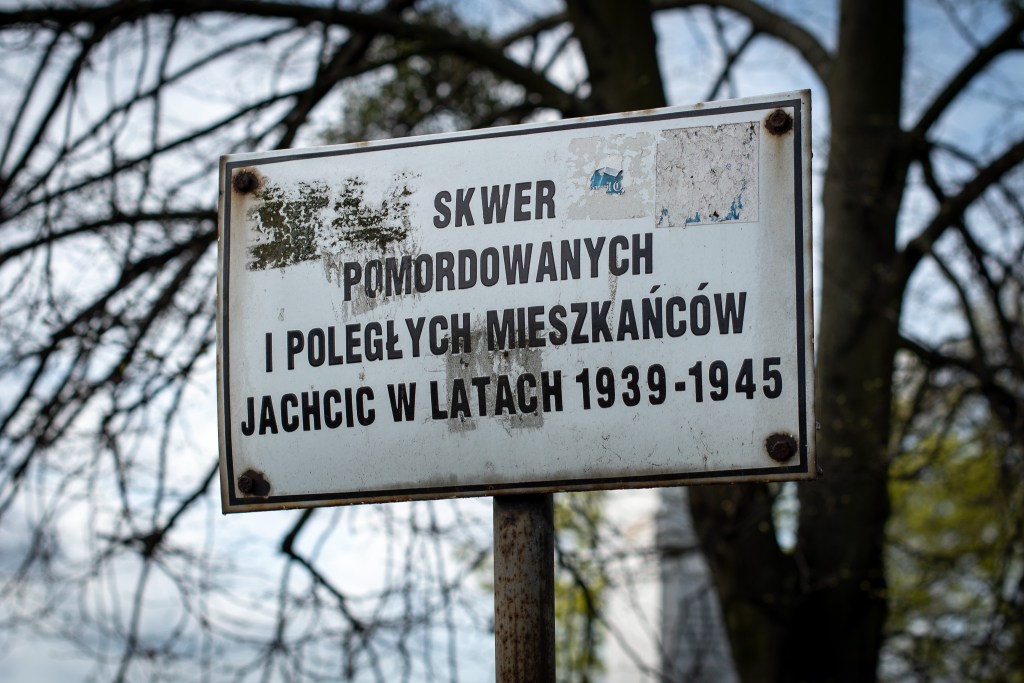 SKWER
POMORDOWANYCH
I POLEGŁYCH MIESZKAŃCÓW
JACHCIC W LATACH 1939-1945